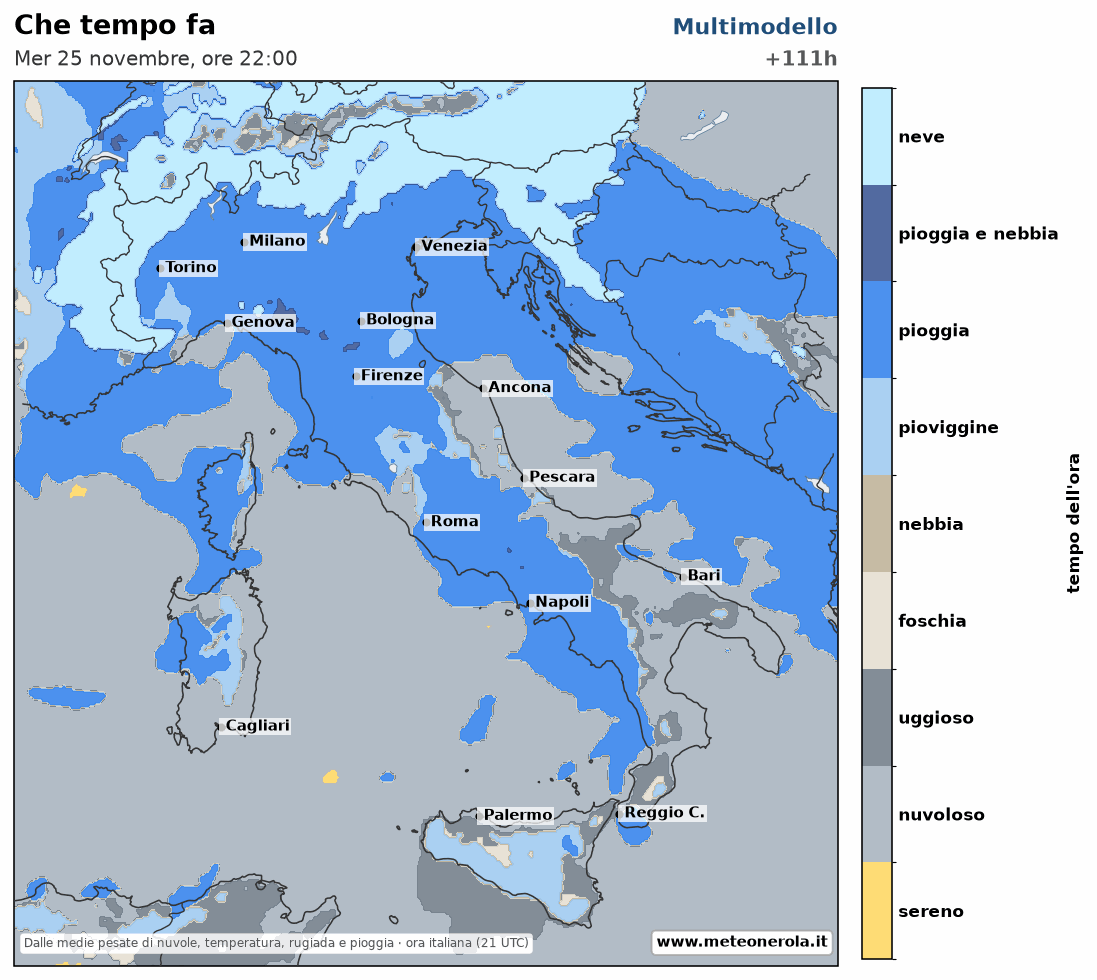 Che tempo fa
Multimodello
Mer 25 novembre, ore 22:00
+111h
neve
pioggia e nebbia
Milano
Venezia
Torino
Genova
Bologna
pioggia
Firenze
Ancona
pioviggine
Pescara
Roma
nebbia
tempo dell'ora
Bari
Napoli
foschia
Cagliari
uggioso
Palermo
Reggio C.
nuvoloso
sereno
Dalle medie pesate di nuvole, temperatura, rugiada e pioggia · ora italiana (21 UTC)
www.meteonerola.it